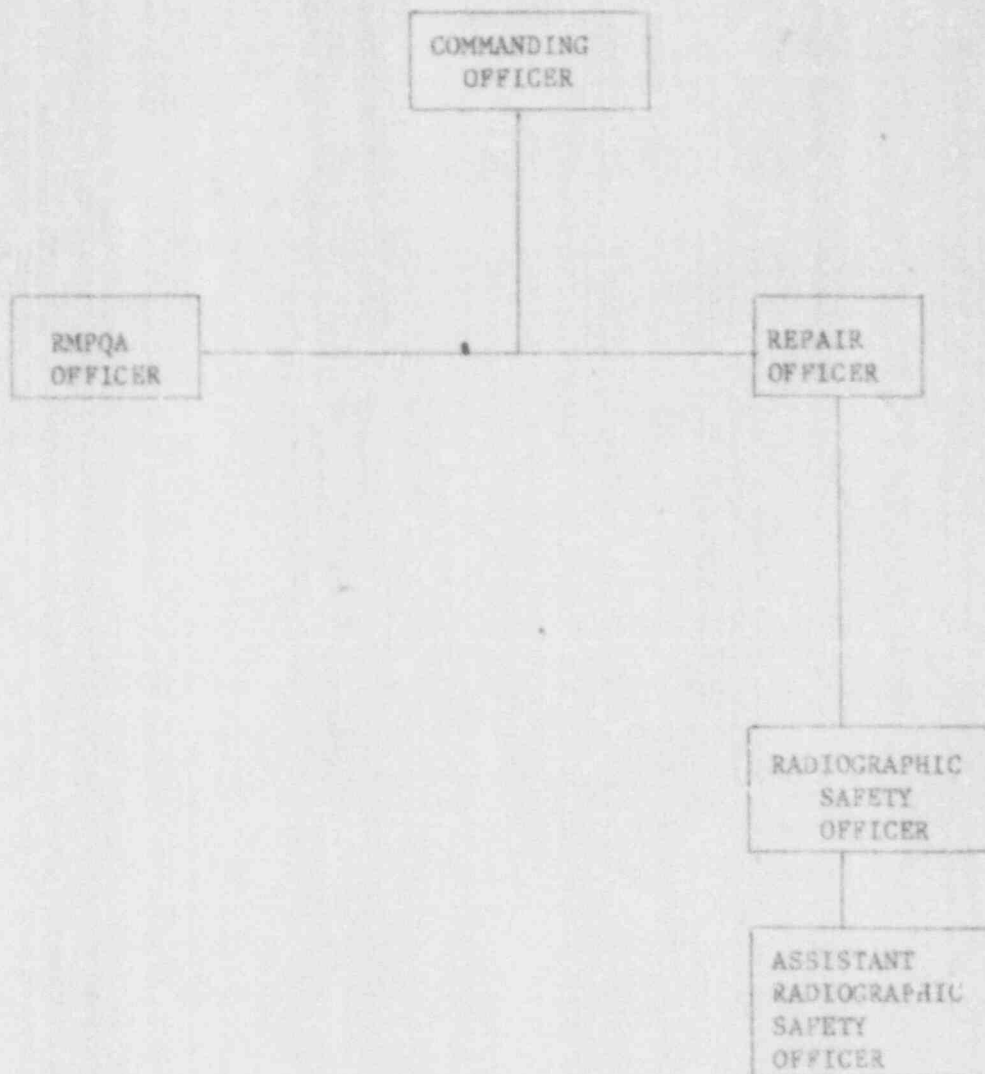 COMMANDING
OFFICER
RMPQA
OFFICER
REPAIR
OFFICER
RADIOGRAPHIC
SAFETY
OFFICER
ASSISTANT
RADIOGRAPHIC
SAFETY
OFFICER